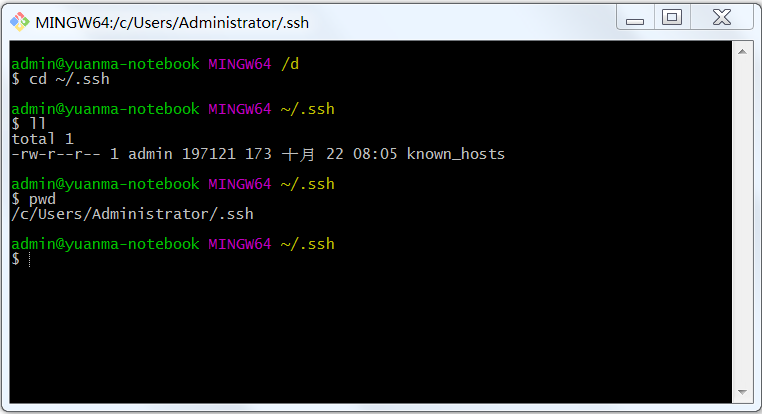 MINGW64:/c/Users/Administrator/.ssh
admin@yuanma-notebook MINGW64 /d
$ cd ~/.ssh
admin@yuanma-notebook MINGW64 ~/.ssh
$ ll
total 1
-rw-r--r-- 1 admin 197121 173 十月 22 08:05 known_hosts
admin@yuanma-notebook MINGW64 ~/.ssh
$ pwd
/c/Users/Administrator/.ssh
admin@yuanma-notebook MINGW64 ~/.ssh
$